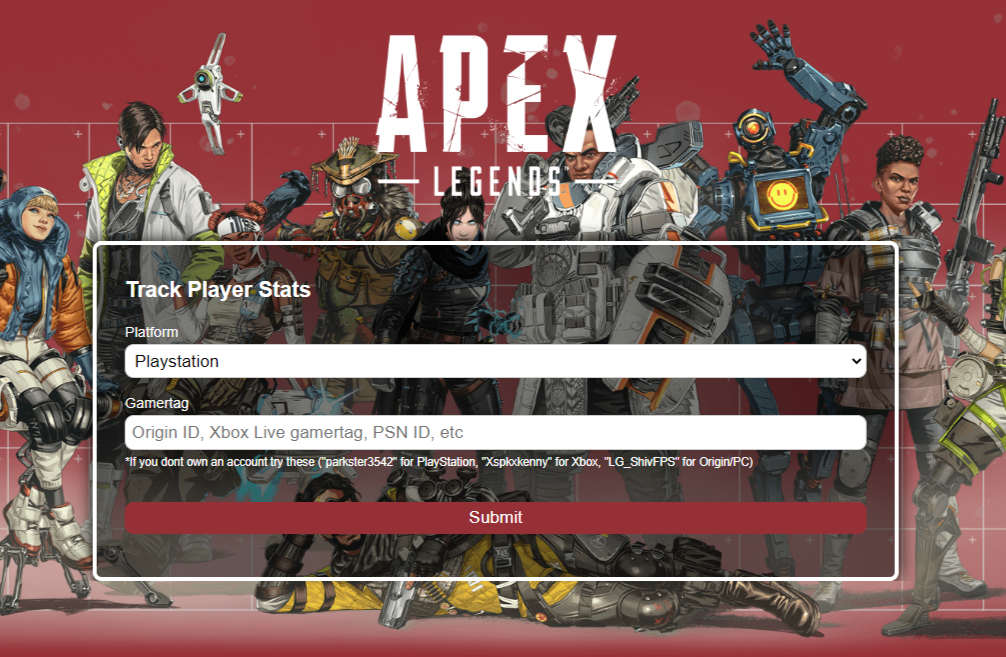 APEX
LEGENDS
Track Player Stats
Platform
Playstation
Gamertag
Origin ID, Xbox Live gamertag, PSN ID, etc
*If you dont own an account try these ("parkster3542" for PlayStation, "Xspkxkenny" for Xbox, "LG_ShivFPS" for Origin/PC)
Submit